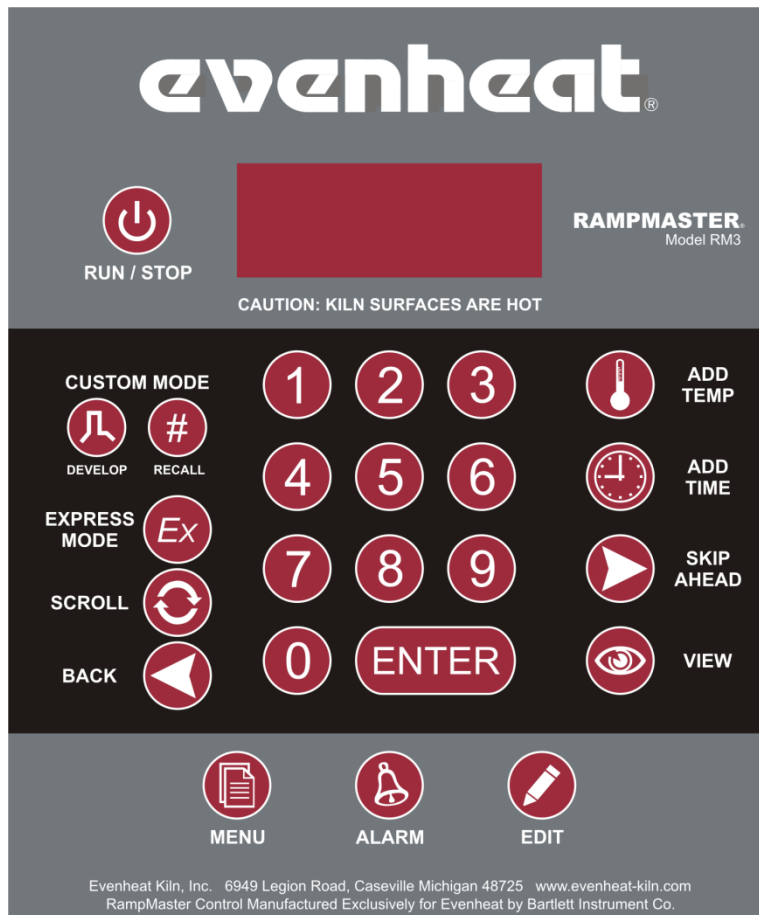 evenheat®
RAMPMASTER®
Model RM3
RUN / STOP
CAUTION: KILN SURFACES ARE HOT
CUSTOM MODE
#
DEVELOP
RECALL
EXPRESS
MODE
Ex
SCROLL
BACK
1 2 3
4 5 6
7 8 9
0 ENTER
ADD
TEMP
ADD
TIME
SKIP
AHEAD
VIEW
MENU
ALARM
EDIT
Evenheat Kiln, Inc. 6949 Legion Road, Caseville Michigan 48725 www.evenheat-kiln.com
RampMaster Control Manufactured Exclusively for Evenheat by Bartlett Instrument Co.